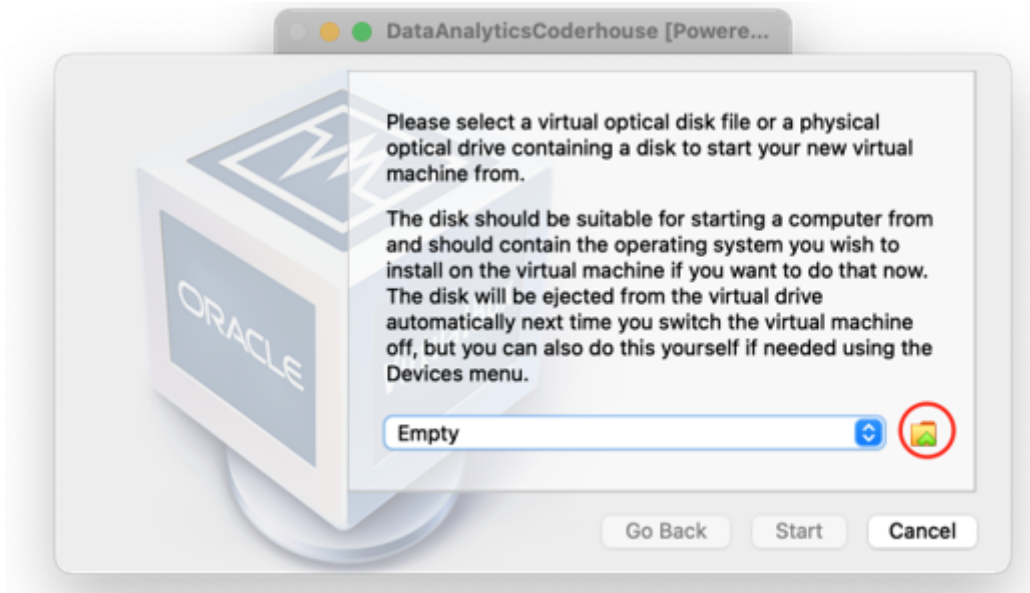 DataAnalyticsCoderhouse [Powere...
Please select a virtual optical disk file or a physical
optical drive containing a disk to start your new virtual
machine from.
The disk should be suitable for starting a computer from
and should contain the operating system you wish to
install on the virtual machine if you want to do that now.
The disk will be ejected from the virtual drive
automatically next time you switch the virtual machine
off, but you can also do this yourself if needed using the
Devices menu.
ORACLE
Empty
Go Back
Start
Cancel